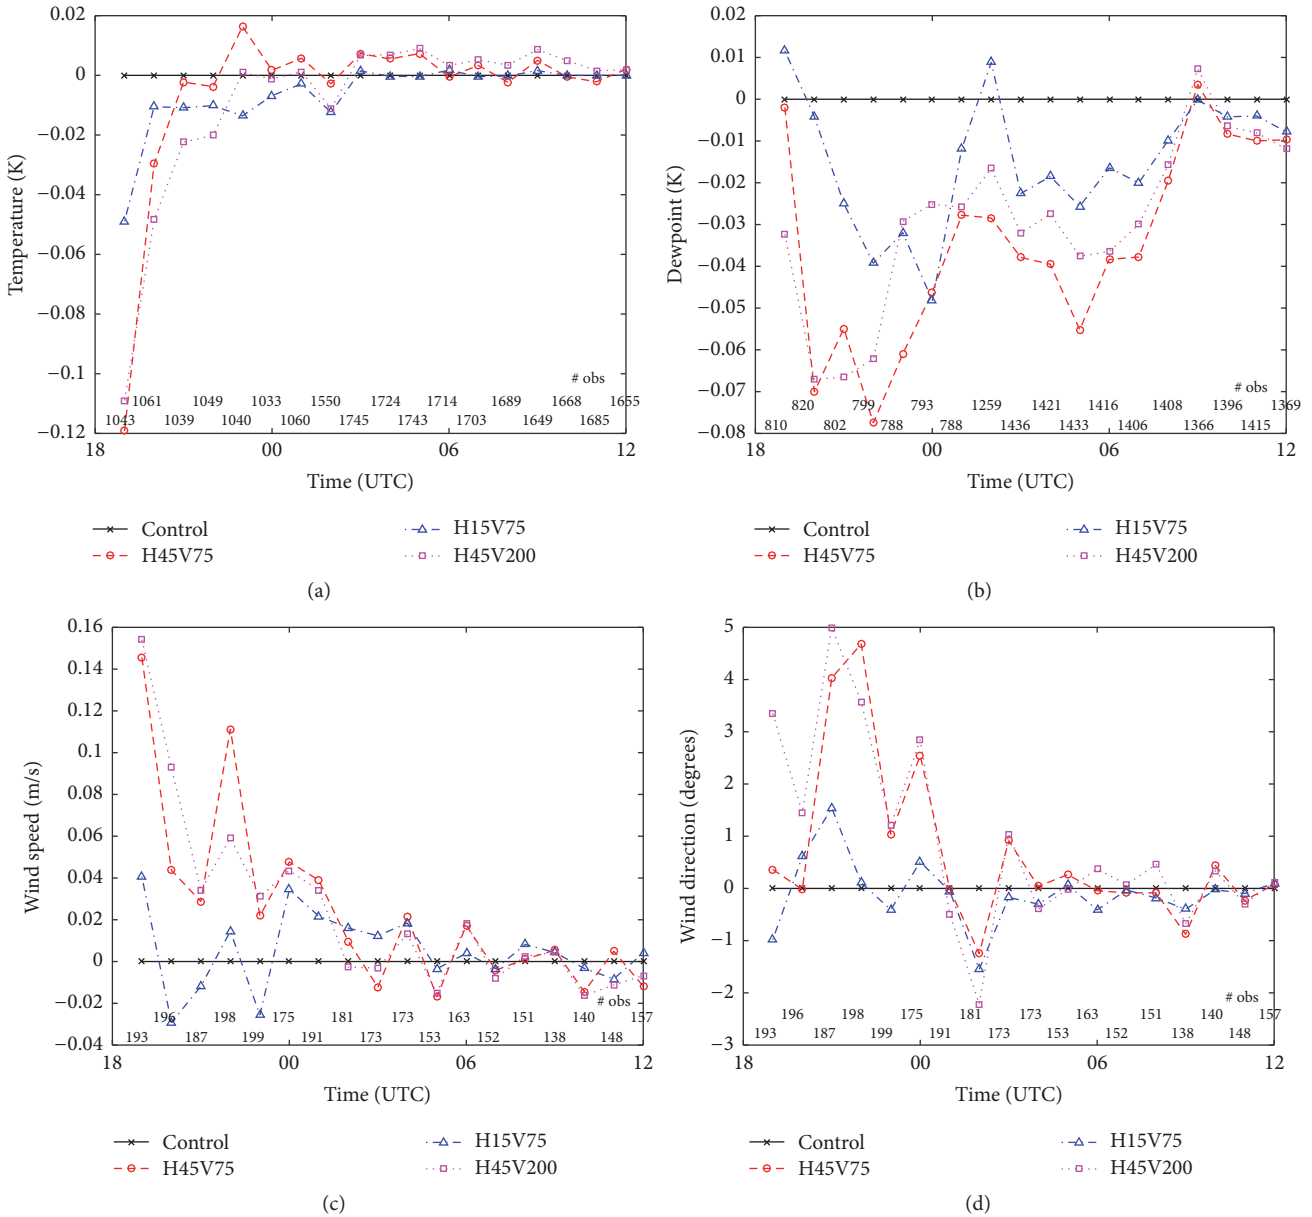 0.02
0
−0.02
−0.04
−0.06
−0.08
−0.1
−0.12
Temperature (K)
# obs
1061 1049 1033 1550 1724 1714 1689 1668 1655
1043 1039 1040 1060 1745 1743 1703 1649 1685
18 00 06 12
Time (UTC)
Control H15V75
H45V75 H45V200
(a)
0.02
0.01
0
−0.01
−0.02
−0.03
−0.04
−0.05
−0.06
−0.07
−0.08
Dewpoint (K)
# obs
820 799 793 1259 1421 1416 1408 1396 1369
810 802 788 788 1436 1433 1406 1366 1415
18 00 06 12
Time (UTC)
Control H15V75
H45V75 H45V200
(b)
0.16
0.14
0.12
0.1
0.08
0.06
0.04
0.02
0
−0.02
−0.04
Wind speed (m/s)
# obs
196 198 175 181 173 163 151 140 157
193 187 199 191 173 153 152 138 148
18 00 06 12
Time (UTC)
Control H15V75
H45V75 H45V200
(c)
5
4
3
2
1
0
−1
−2
−3
Wind direction (degrees)
# obs
196 198 175 181 173 163 151 140 157
193 187 199 191 173 153 152 138 148
18 00 06 12
Time (UTC)
Control H15V75
H45V75 H45V200
(d)